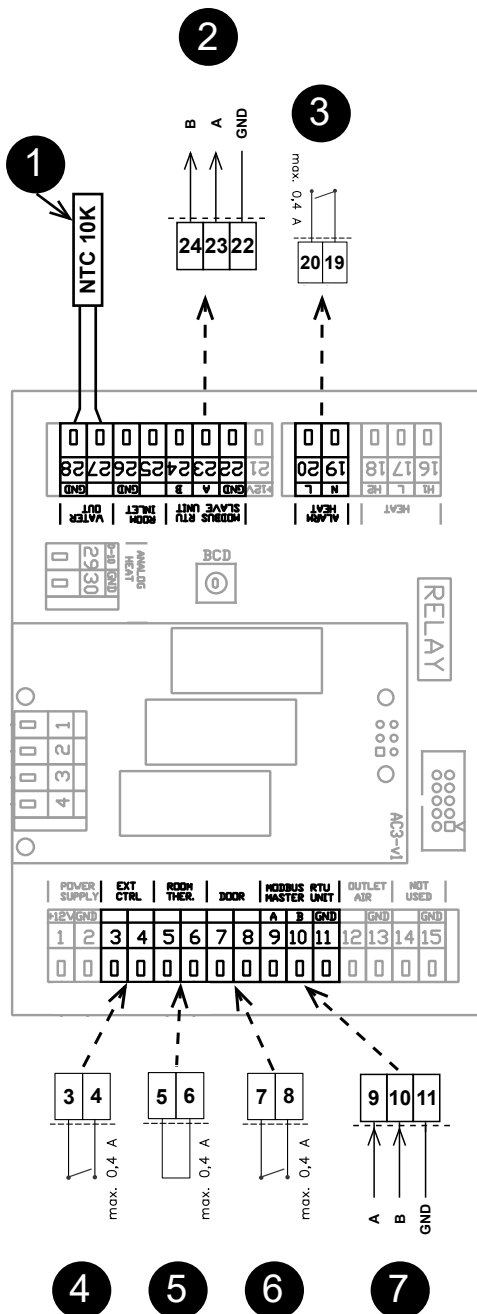 2
3
1
B A GND
max. 0,4 A
NTC 10K
24 23 22
20 19
28 27 26 25 24 23 22 21
GND GND B A GND +12V
WATER OUT
ROOM INLET
MODBUS RTU
SLAVE UNIT
20 19 18 17 16
L N H2 L H1
ALARM HEAT
HEAT
29 30
0-10 GND
ANALOG
HEAT
BCD
RELAY
1
2
3
4
AC3-v1
POWER SUPPLY
EXT CTRL
ROOM THER.
DOOR
MODBUS RTU
MASTER UNIT
OUTLET AIR
NOT USED
+12V GND A B GND GND GND
1 2 3 4 5 6 7 8 9 10 11 12 13 14 15
3 4
5 6
7 8
9 10 11
max. 0,4 A
max. 0,4 A
max. 0,4 A
A B GND
4
5
6
7